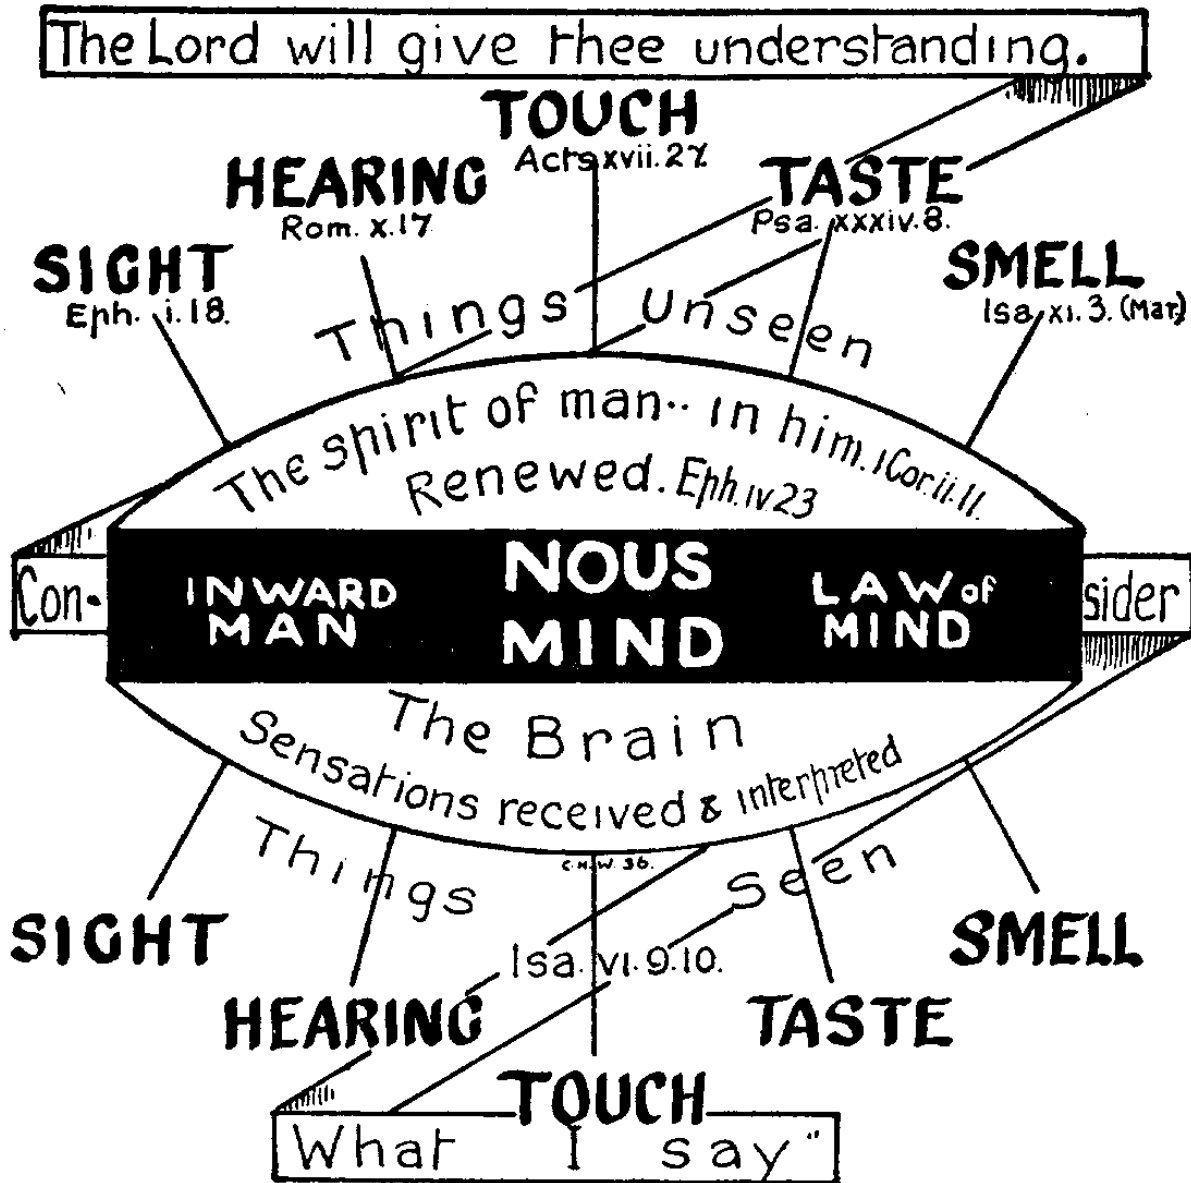 The Lord will give thee understanding.
TOUCH
Acts xvii. 27.
HEARING
Rom. x. 17
TASTE
Psa. xxxiv. 8.
SIGHT
Eph. i. 18.
SMELL
Isa. xi. 3. (Mar.)
Things Unseen
The spirit of man.. in him. 1 Cor. ii. 11.
Renewed. Eph. iv 23
Con-
INWARD MAN
NOUS
MIND
LAW of MIND
sider
The Brain
Sensations received & interpreted
C.H.W. 36.
Things Seen
Isa. vi. 9. 10.
SIGHT
SMELL
HEARING
TASTE
TOUCH
What I say"